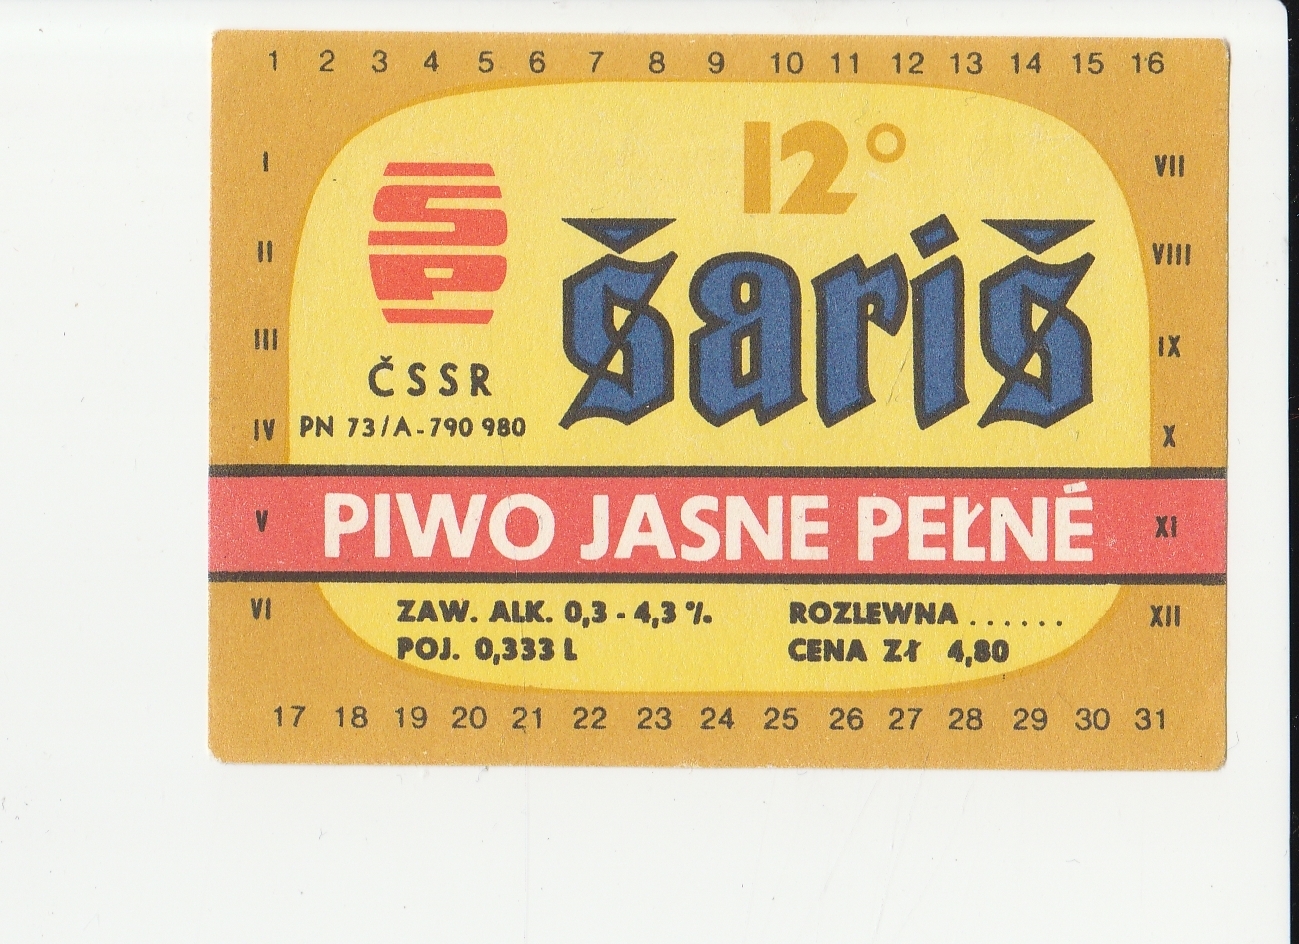 1 2 3 4 5 6 7 8 9 10 11 12 13 14 15 16
12°
I VII
SP
šariš
II VIII
III IX
ČSSR
IV PN 73/A-790 980 X
V PIWO JASNE PEŁNÉ XI
VI ZAW. ALK. 0,3 - 4,3 % ROZLEWNA ...... XII
POJ. 0,333 L CENA ZŁ 4,80
17 18 19 20 21 22 23 24 25 26 27 28 29 30 31